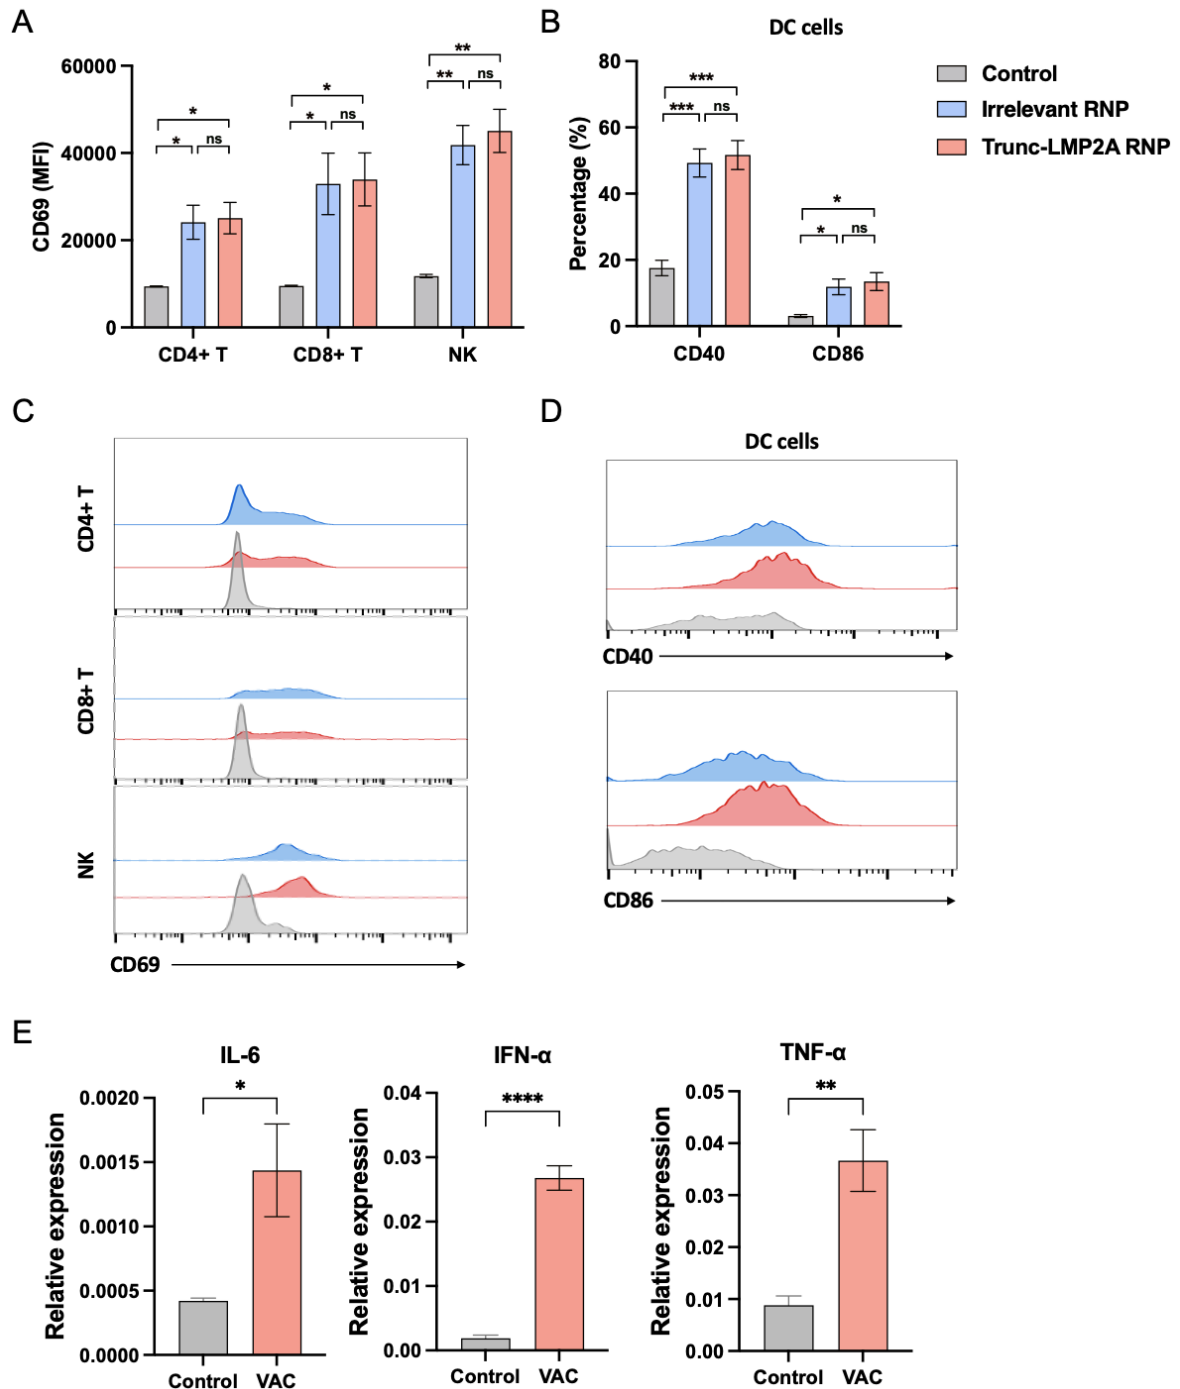 A
B
DC cells
Control
Irrelevant RNP
Trunc-LMP2A RNP
CD69 (MFI)
60000
40000
20000
0
*
*
ns
*
*
ns
**
**
ns
CD4+ T
CD8+ T
NK
Percentage (%)
80
60
40
20
0
***
***
ns
*
*
ns
CD40
CD86
C
CD4+ T
CD8+ T
NK
CD69
D
DC cells
CD40
CD86
E
IL-6
Relative expression
0.0020
0.0015
0.0010
0.0005
0.0000
*
Control
VAC
IFN-α
Relative expression
0.04
0.03
0.02
0.01
0.00
****
Control
VAC
TNF-α
Relative expression
0.05
0.04
0.03
0.02
0.01
0.00
**
Control
VAC